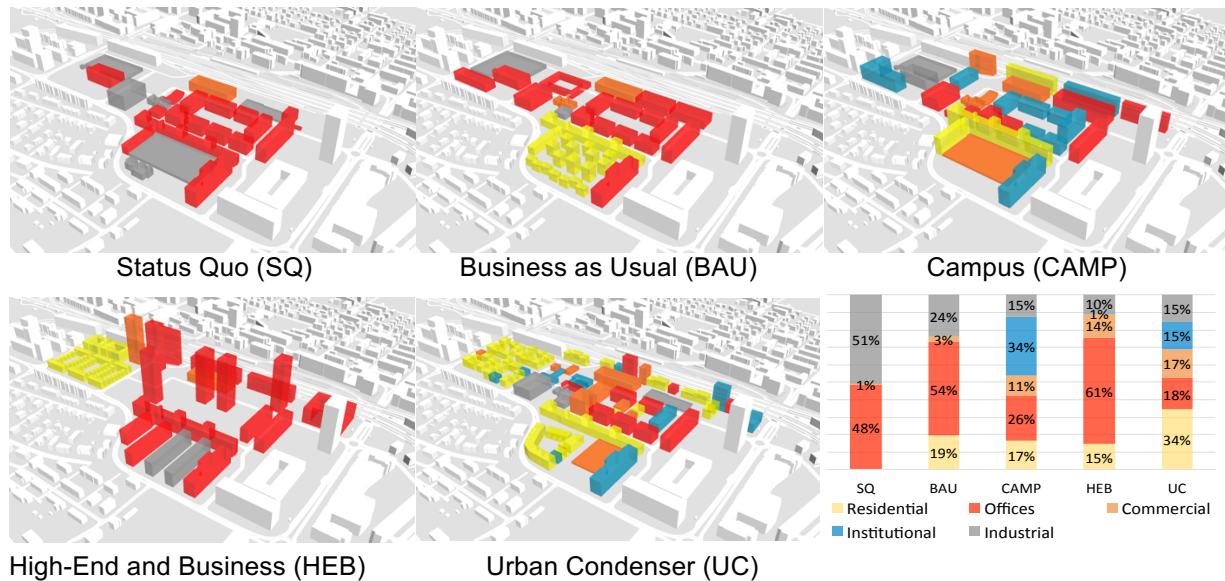 Status Quo (SQ)
Business as Usual (BAU)
Campus (CAMP)
High-End and Business (HEB)
Urban Condenser (UC)
51%
1%
48%
24%
3%
54%
19%
15%
34%
11%
26%
17%
10%
1%
14%
61%
15%
15%
15%
17%
18%
34%
SQ BAU CAMP HEB UC
Residential Offices Commercial
Institutional Industrial